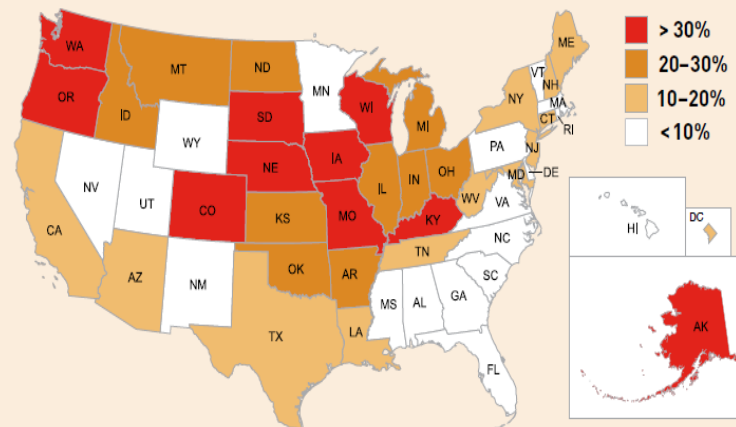 > 30%
20–30%
10–20%
<10%
WA
OR
ID
MT
ND
MN
WI
MI
NY
VT
NH
ME
MA
CT
RI
SD
WY
NE
IA
IL
IN
OH
PA
NJ
MD
DE
NV
UT
CO
KS
MO
KY
WV
VA
CA
AZ
NM
OK
AR
TN
NC
SC
TX
LA
MS
AL
GA
FL
HI
DC
AK